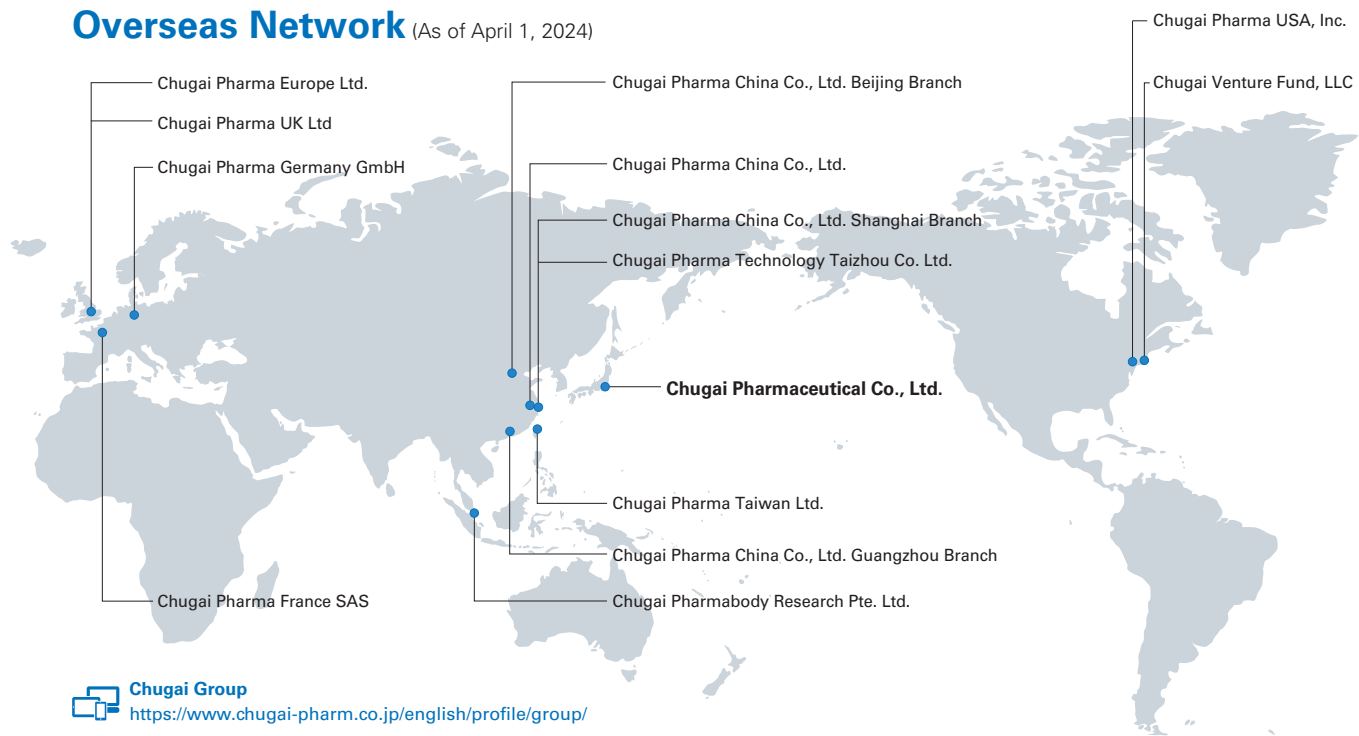 Overseas Network (As of April 1, 2024)
Chugai Pharma USA, Inc.
Chugai Pharma Europe Ltd.
Chugai Pharma China Co., Ltd. Beijing Branch
Chugai Venture Fund, LLC
Chugai Pharma UK Ltd
Chugai Pharma Germany GmbH
Chugai Pharma China Co., Ltd.
Chugai Pharma China Co., Ltd. Shanghai Branch
Chugai Pharma Technology Taizhou Co. Ltd.
Chugai Pharmaceutical Co., Ltd.
Chugai Pharma Taiwan Ltd.
Chugai Pharma China Co., Ltd. Guangzhou Branch
Chugai Pharma France SAS
Chugai Pharmabody Research Pte. Ltd.
Chugai Group
https://www.chugai-pharm.co.jp/english/profile/group/